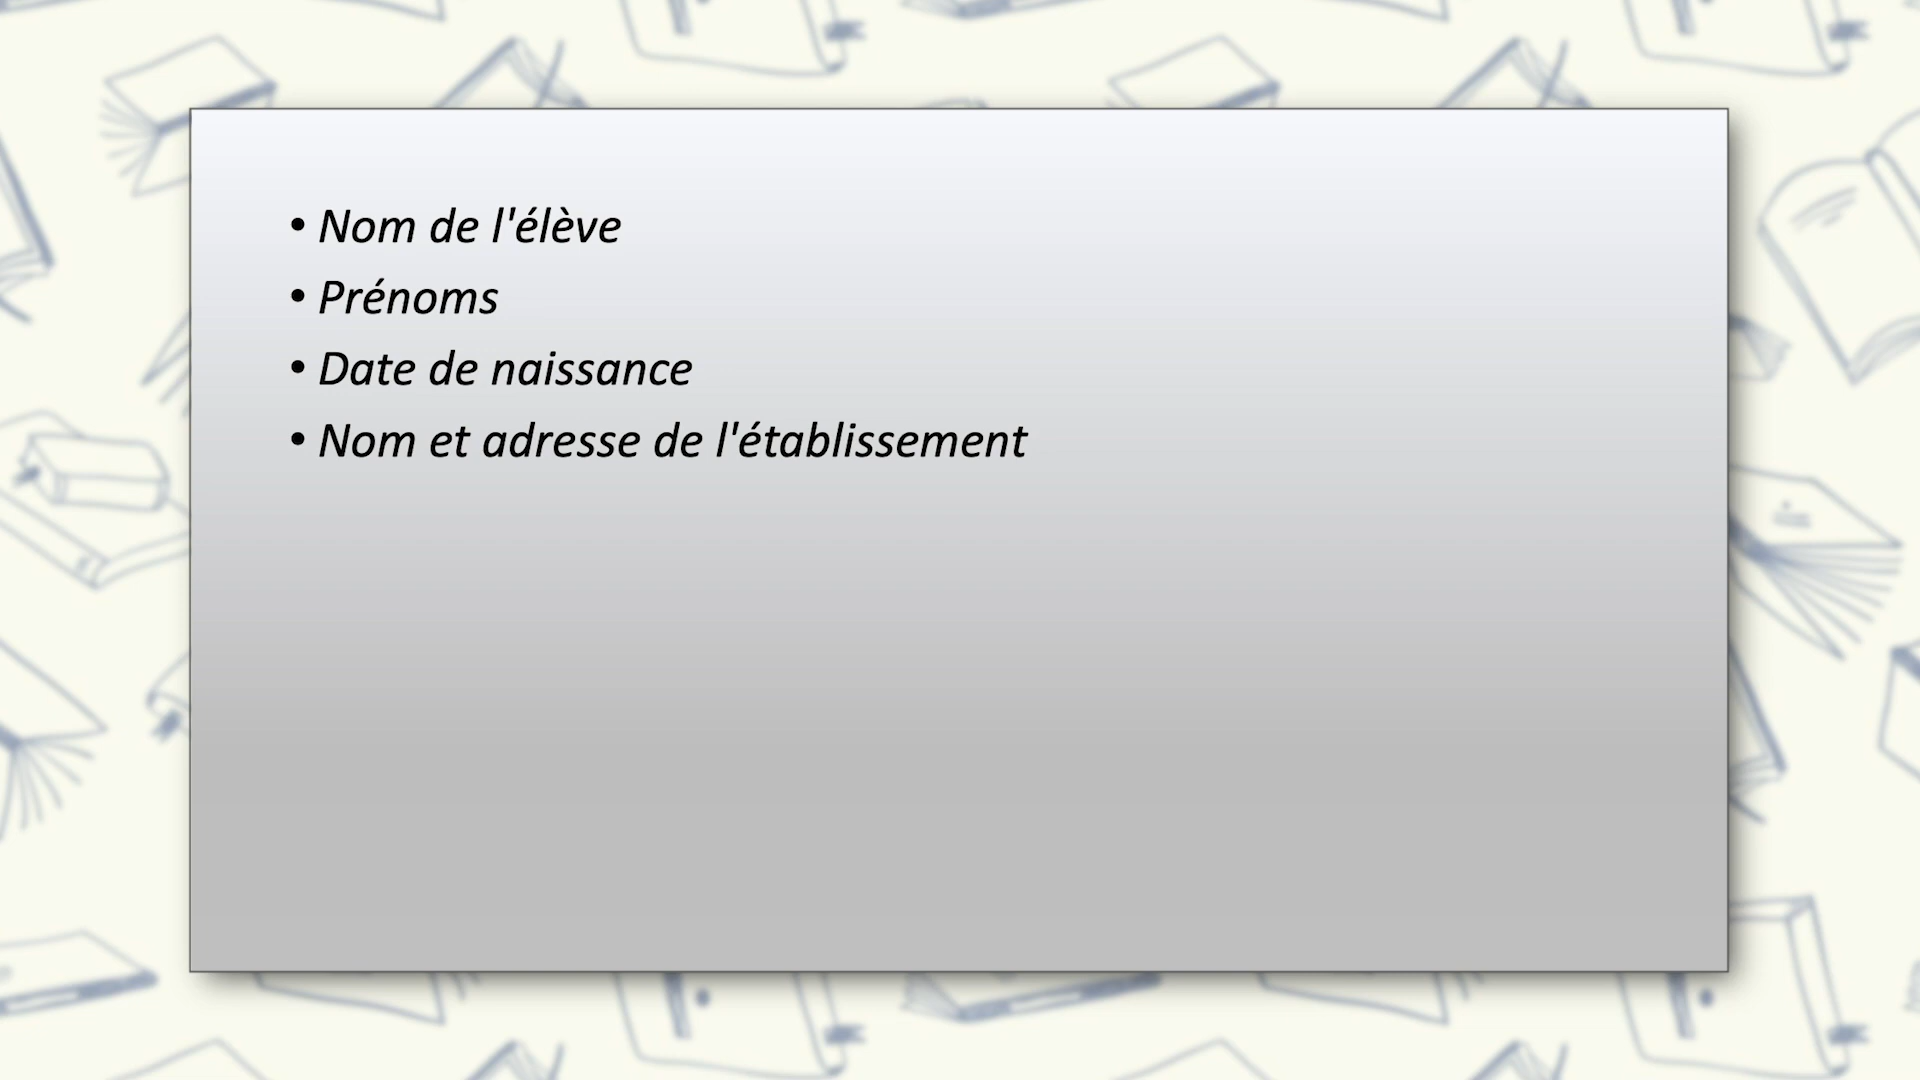 • Nom de l'élève
• Prénoms
• Date de naissance
• Nom et adresse de l'établissement